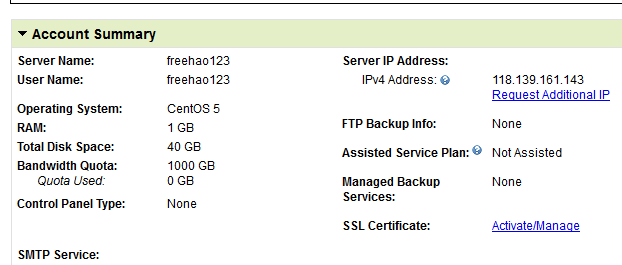 Account Summary
Server Name: freehao123
User Name: freehao123
Operating System: CentOS 5
RAM: 1 GB
Total Disk Space: 40 GB
Bandwidth Quota: 1000 GB
Quota Used: 0 GB
Control Panel Type: None
SMTP Service:
Server IP Address:
IPv4 Address: 118.139.161.143
Request Additional IP
FTP Backup Info: None
Assisted Service Plan: Not Assisted
Managed Backup None
Services:
SSL Certificate: Activate/Manage